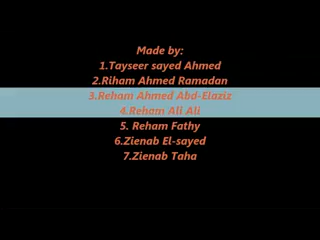 Made by:
1.Tayseer sayed Ahmed
2.Riham Ahmed Ramadan
3.Reham Ahmed Abd-Elaziz
4.Reham Ali Ali
5. Reham Fathy
6.Zienab El-sayed
7.Zienab Taha